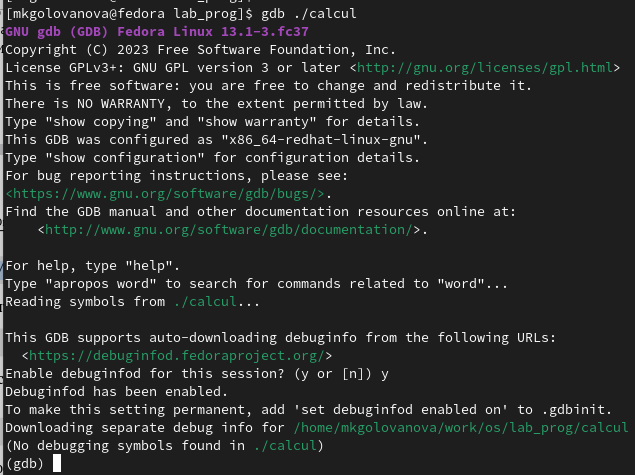 [mkgolovanova@fedora lab_prog]$ gdb ./calcul
GNU gdb (GDB) Fedora Linux 13.1-3.fc37
Copyright (C) 2023 Free Software Foundation, Inc.
License GPLv3+: GNU GPL version 3 or later <http://gnu.org/licenses/gpl.html>
This is free software: you are free to change and redistribute it.
There is NO WARRANTY, to the extent permitted by law.
Type "show copying" and "show warranty" for details.
This GDB was configured as "x86_64-redhat-linux-gnu".
Type "show configuration" for configuration details.
For bug reporting instructions, please see:
<https://www.gnu.org/software/gdb/bugs/>.
Find the GDB manual and other documentation resources online at:
    <http://www.gnu.org/software/gdb/documentation/>.

For help, type "help".
Type "apropos word" to search for commands related to "word"...
Reading symbols from ./calcul...

This GDB supports auto-downloading debuginfo from the following URLs:
  <https://debuginfod.fedoraproject.org/>
Enable debuginfod for this session? (y or [n]) y
Debuginfod has been enabled.
To make this setting permanent, add 'set debuginfod enabled on' to .gdbinit.
Downloading separate debug info for /home/mkgolovanova/work/os/lab_prog/calcul
(No debugging symbols found in ./calcul)
(gdb)